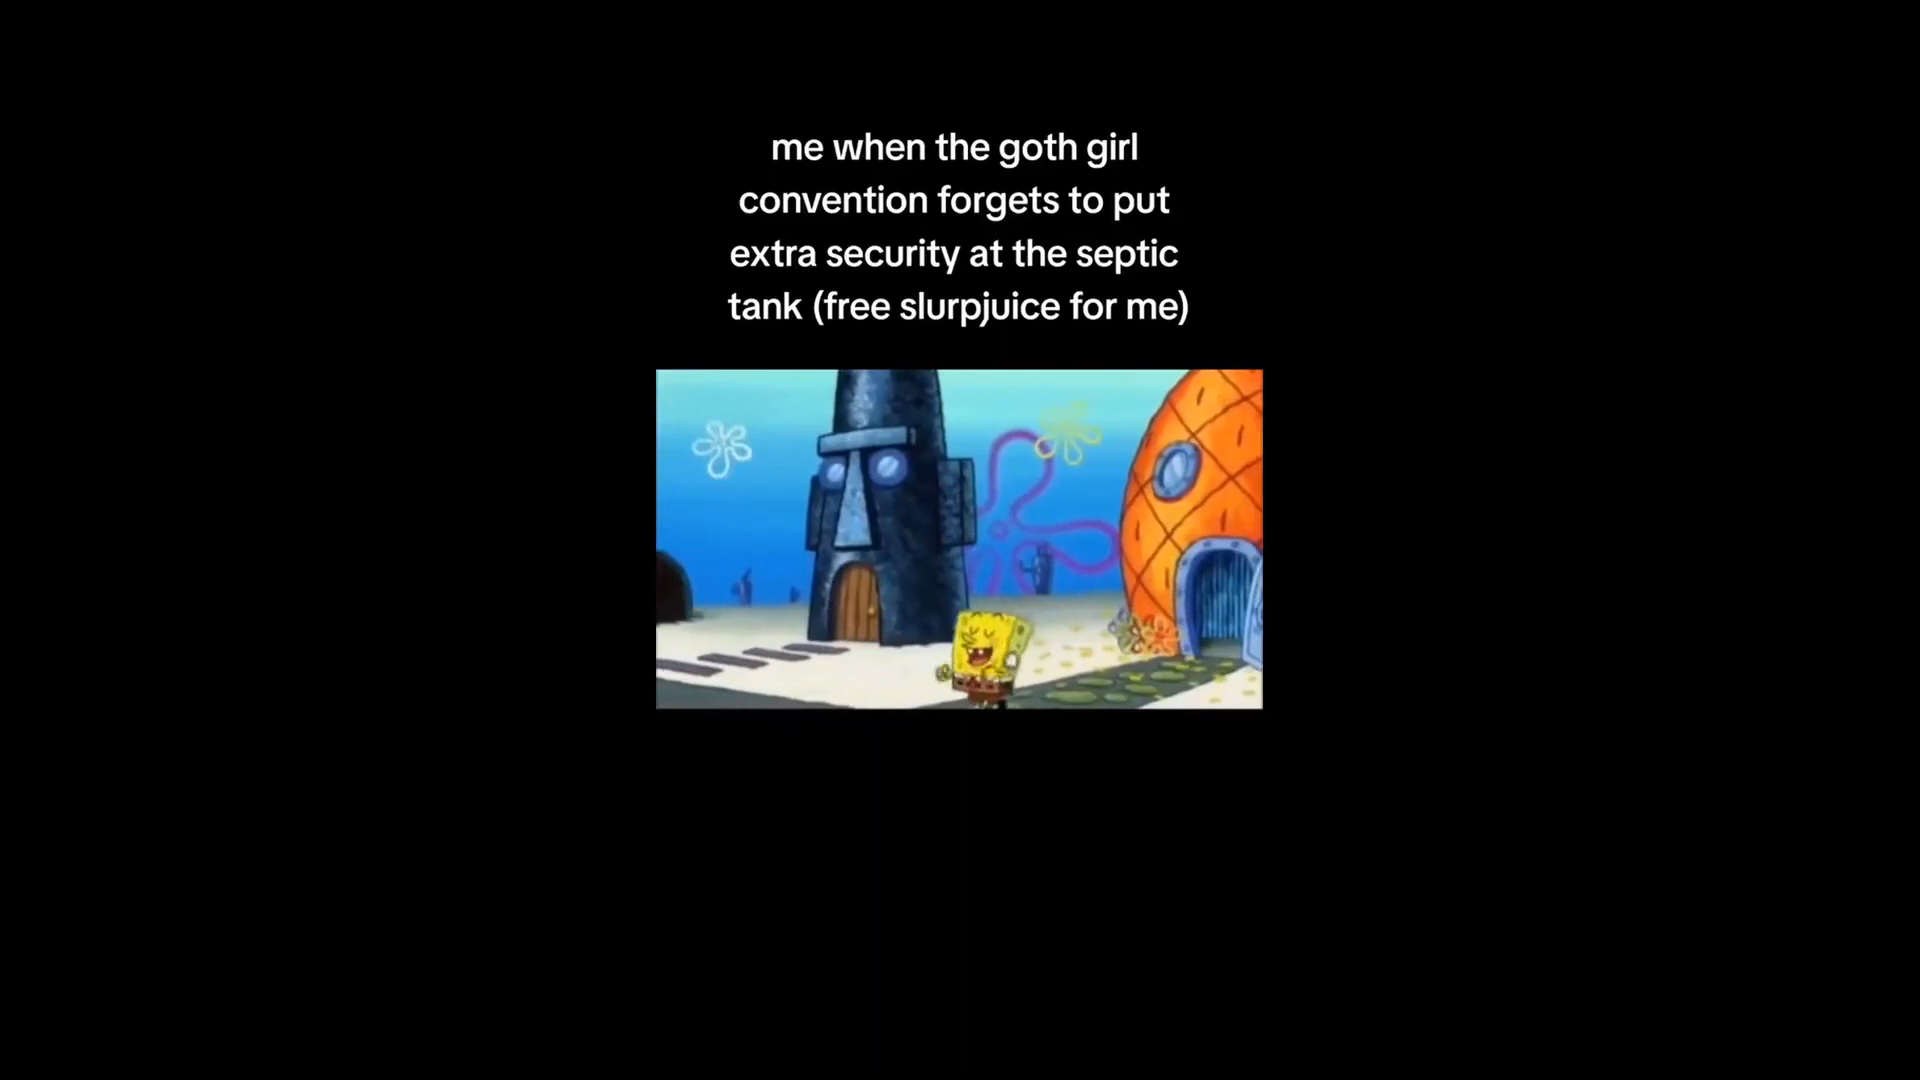 me when the goth girl
convention forgets to put
extra security at the septic
tank (free slurpjuice for me)